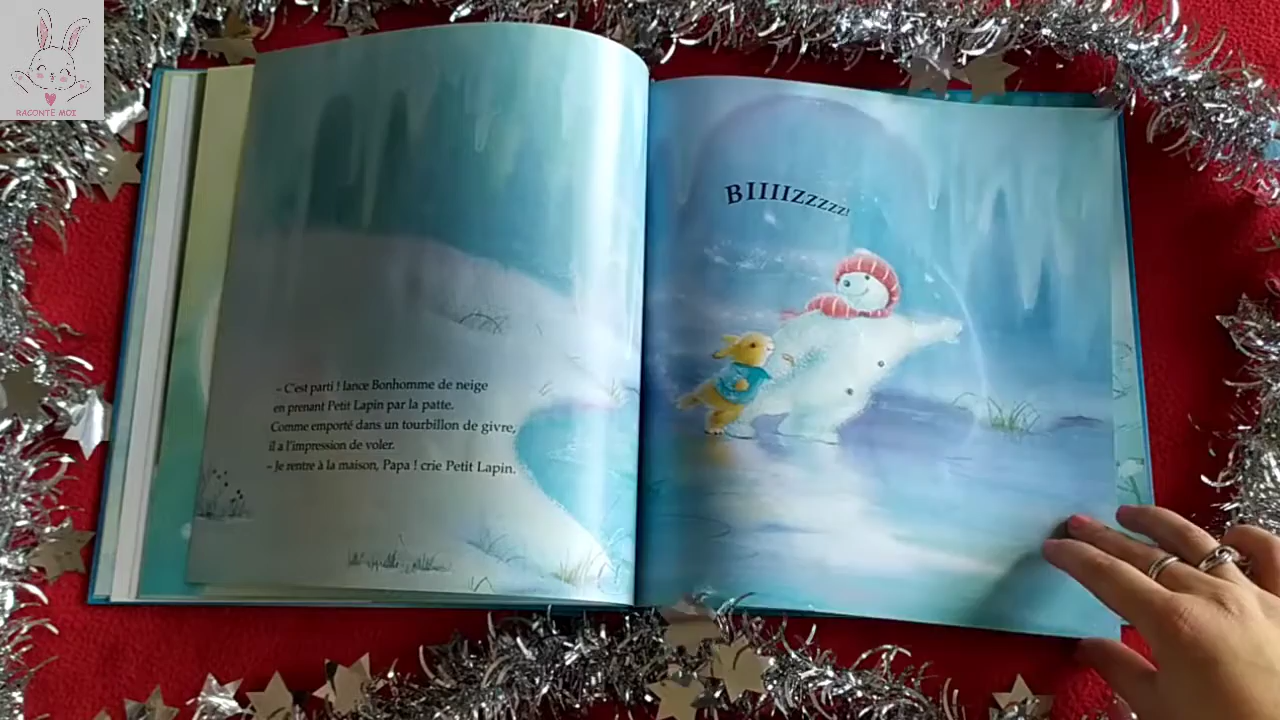 RACONTE MOI
– C'est parti ! lance Bonhomme de neige
en prenant Petit Lapin par la patte.
Comme emporté dans un tourbillon de givre,
il a l'impression de voler.
– Je rentre à la maison, Papa ! crie Petit Lapin.
BIIIIZzzzz!